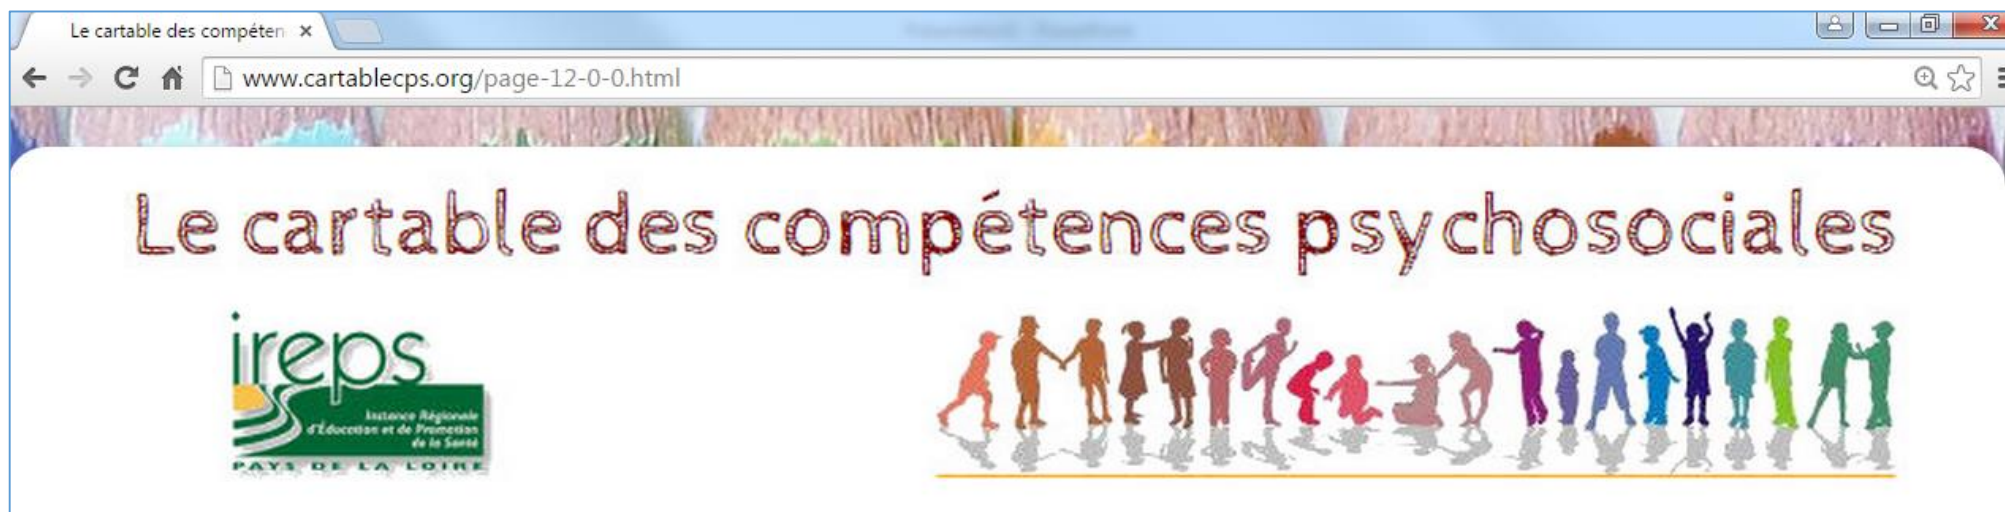 Le cartable des compéten
www.cartablecps.org/page-12-0-0.html
Le cartable des compétences psychosociales
ireps
Instance Régionale
d'Éducation et de Promotion
de la Santé
PAYS DE LA LOIRE